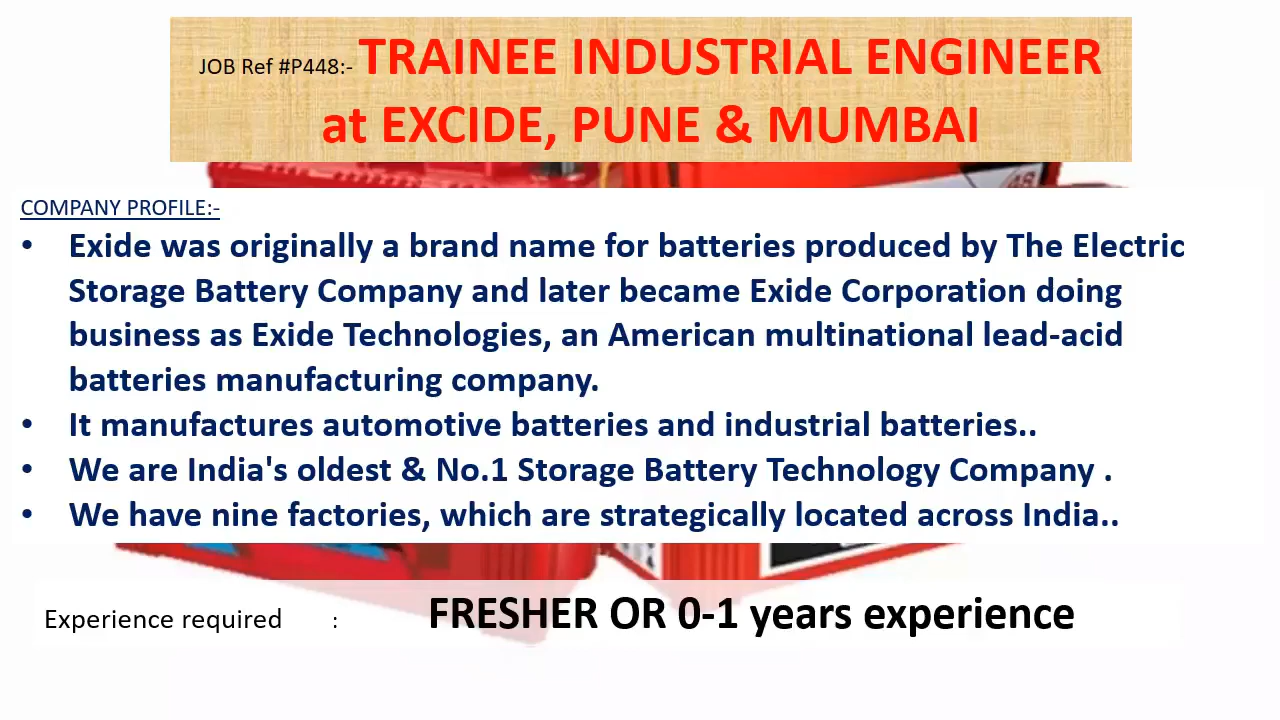 JOB Ref #P448:- TRAINEE INDUSTRIAL ENGINEER
at EXCIDE, PUNE & MUMBAI
COMPANY PROFILE:-
• Exide was originally a brand name for batteries produced by The Electric
Storage Battery Company and later became Exide Corporation doing
business as Exide Technologies, an American multinational lead-acid
batteries manufacturing company.
• It manufactures automotive batteries and industrial batteries..
• We are India's oldest & No.1 Storage Battery Technology Company .
• We have nine factories, which are strategically located across India..
Experience required : FRESHER OR 0-1 years experience